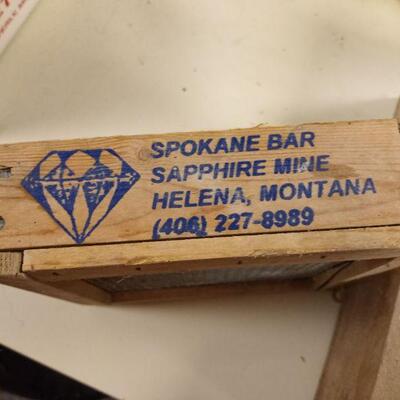 SPOKANE BAR
SAPPHIRE MINE
HELENA, MONTANA
(406) 227-8989